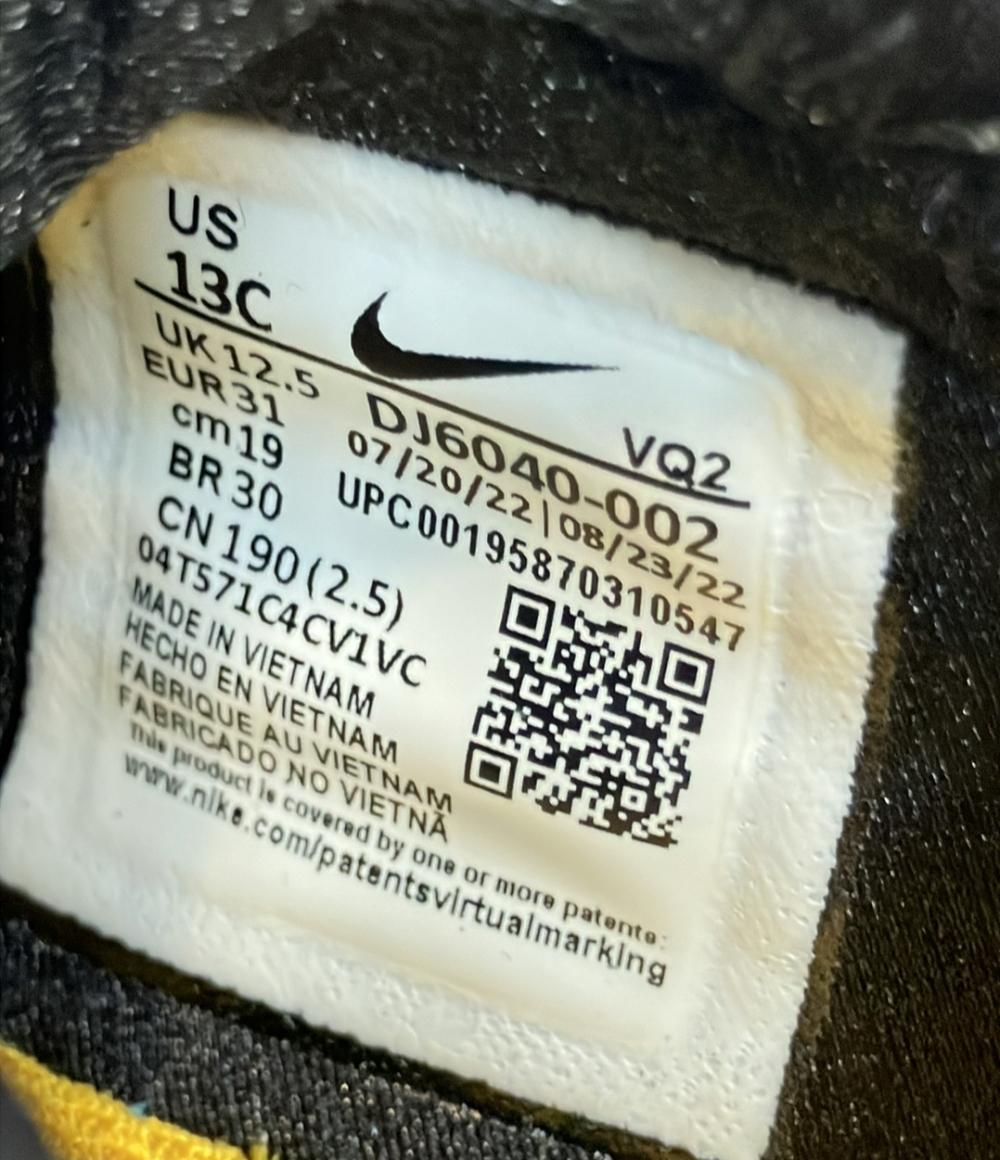 US
13C
UK 12.5
EUR 31
cm 19
BR 30
CN 190 (2.5)
VQ2
DJ6040-002
07/20/22 | 08/23/22
UPC 00195870310547
04T571C4CV1VC
MADE IN VIETNAM
HECHO EN VIETNAM
FABRIQUE AU VIETNAM
FABRICADO NO VIETNÃ
This product is covered by one or more patents:
www.nike.com/patentsvirtualmarking